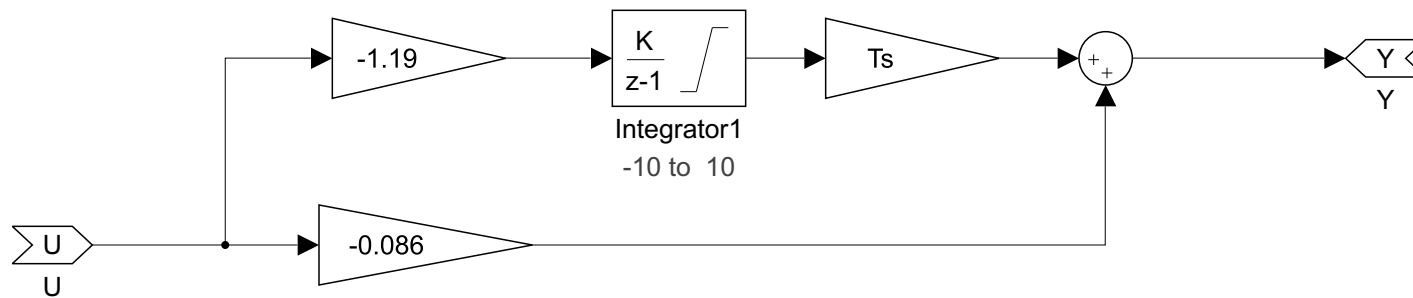 -1.19
K
z-1
Ts
+
+
Y
Y
Integrator1
-10 to  10
U
-0.086
U